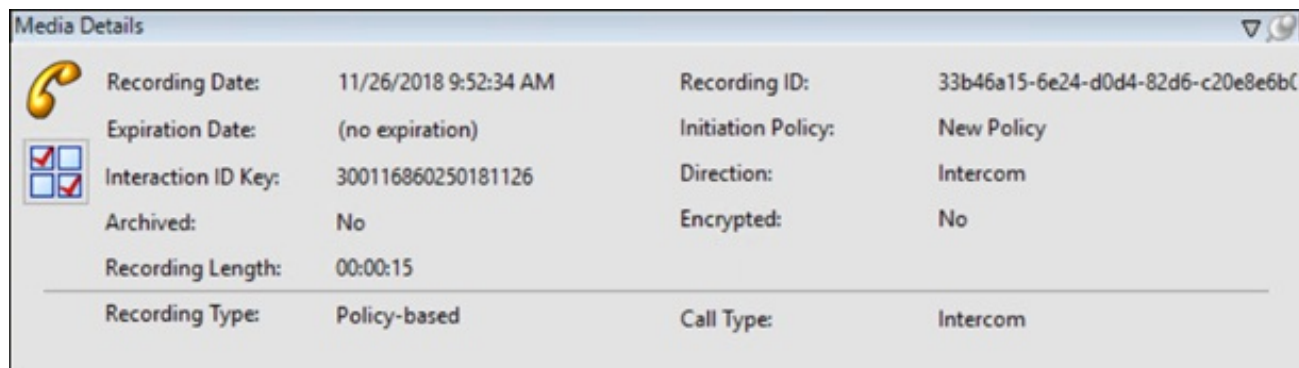 Media Details
Recording Date: 11/26/2018 9:52:34 AM Recording ID: 33b46a15-6e24-d0d4-82d6-c20e8e6b
Expiration Date: (no expiration) Initiation Policy: New Policy
Interaction ID Key: 300116860250181126 Direction: Intercom
Archived: No Encrypted: No
Recording Length: 00:00:15
Recording Type: Policy-based Call Type: Intercom